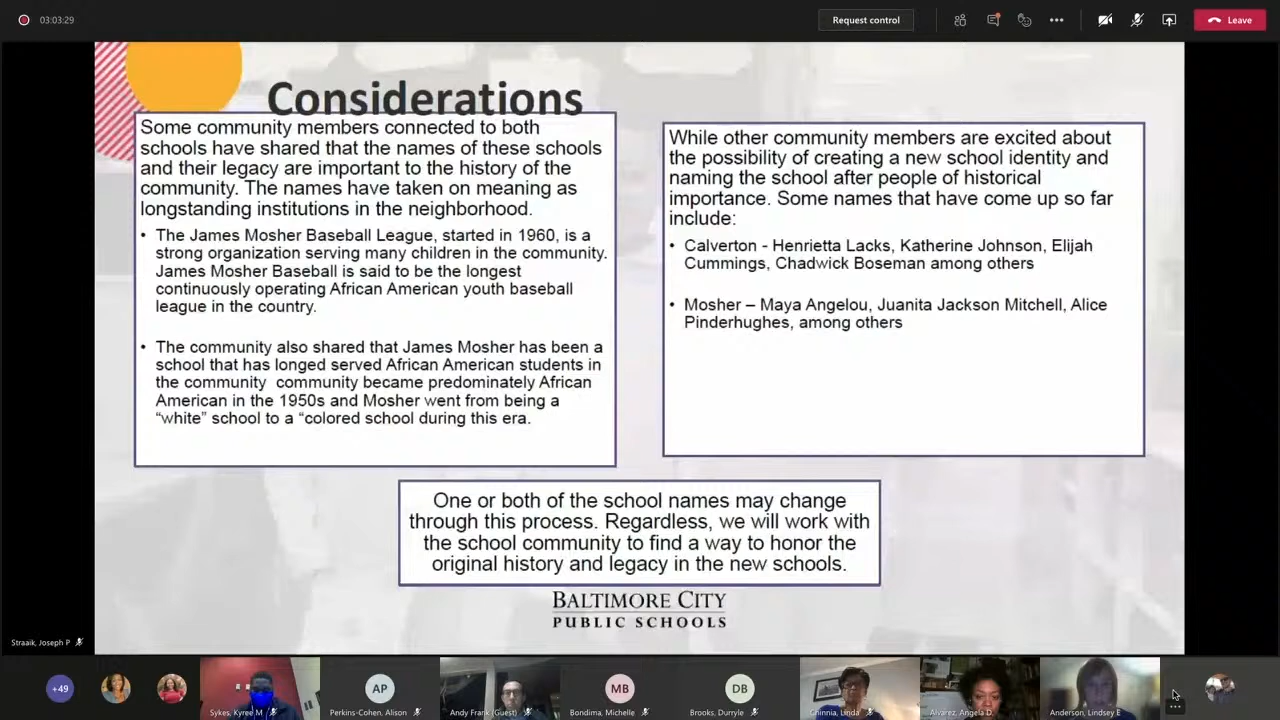 03:03:29
Request control
Leave
Considerations
Some community members connected to both
schools have shared that the names of these schools
and their legacy are important to the history of the
community. The names have taken on meaning as
longstanding institutions in the neighborhood.
• The James Mosher Baseball League, started in 1960, is a
strong organization serving many children in the community.
James Mosher Baseball is said to be the longest
continuously operating African American youth baseball
league in the country.
• The community also shared that James Mosher has been a
school that has longed served African American students in
the community community became predominately African
American in the 1950s and Mosher went from being a
“white” school to a “colored school during this era.
While other community members are excited about
the possibility of creating a new school identity and
naming the school after people of historical
importance. Some names that have come up so far
include:
• Calverton - Henrietta Lacks, Katherine Johnson, Elijah
Cummings, Chadwick Boseman among others
• Mosher – Maya Angelou, Juanita Jackson Mitchell, Alice
Pinderhughes, among others
One or both of the school names may change
through this process. Regardless, we will work with
the school community to find a way to honor the
original history and legacy in the new schools.
BALTIMORE CITY
PUBLIC SCHOOLS
Straaik, Joseph P
+49
AP
MB
DB
Sykes, Kyree M
Perkins-Cohen, Alison
Andy Frank (Guest)
Bondima, Michelle
Brooks, Durryle
Chinnia, Linda
Alvarez, Angela D.
Anderson, Lindsey E